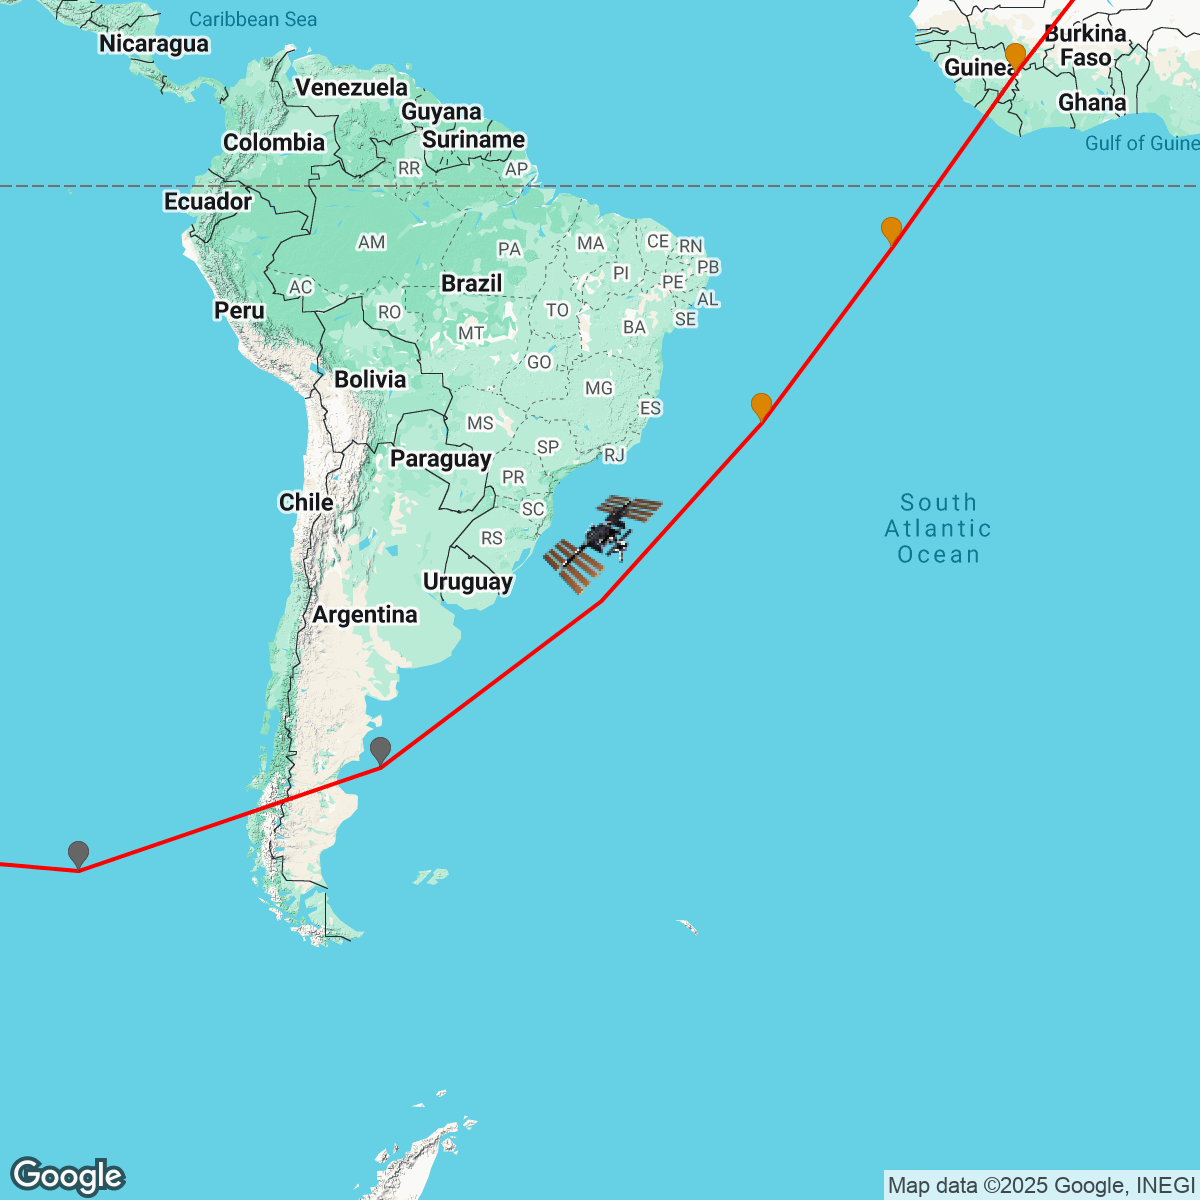 Caribbean Sea
Nicaragua
Burkina
Faso
Guinea
Venezuela
Ghana
Guyana
Suriname
Colombia
Gulf of Guine
RR
AP
Ecuador
AM
PA
MA
CE
RN
PB
PI
PE
Brazil
AC
AL
TO
Peru
RO
SE
BA
MT
GO
Bolivia
MG
ES
MS
SP
RJ
Paraguay
PR
Chile
SC
South
Atlantic
Ocean
RS
Uruguay
Argentina
Google
Map data ©2025 Google, INEGI